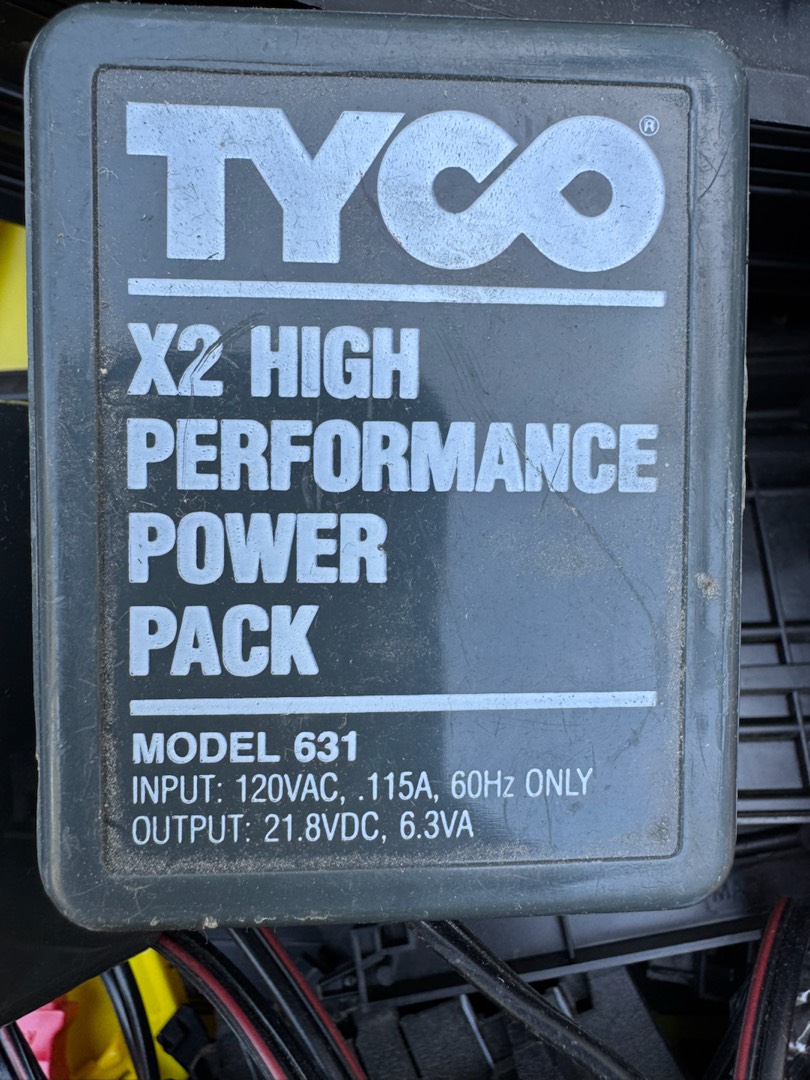 TYCO®
X2 HIGH
PERFORMANCE
POWER
PACK
MODEL 631
INPUT: 120VAC, .115A, 60Hz ONLY
OUTPUT: 21.8VDC, 6.3VA